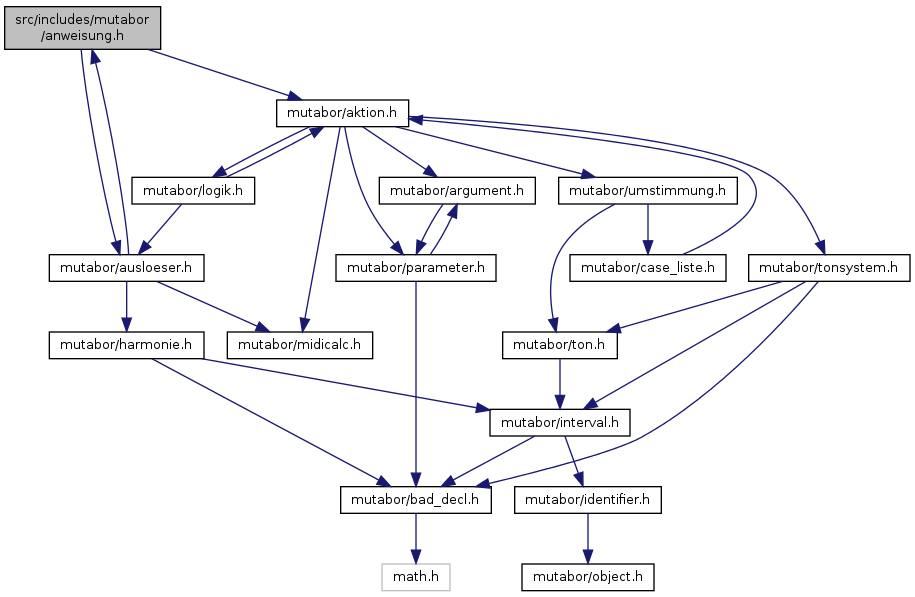 src/includes/mutabor
/anweisung.h
mutabor/aktion.h
mutabor/logik.h
mutabor/argument.h
mutabor/umstimmung.h
mutabor/ausloeser.h
mutabor/parameter.h
mutabor/case_liste.h
mutabor/tonsystem.h
mutabor/harmonie.h
mutabor/midicalc.h
mutabor/ton.h
mutabor/interval.h
mutabor/bad_decl.h
mutabor/identifier.h
math.h
mutabor/object.h